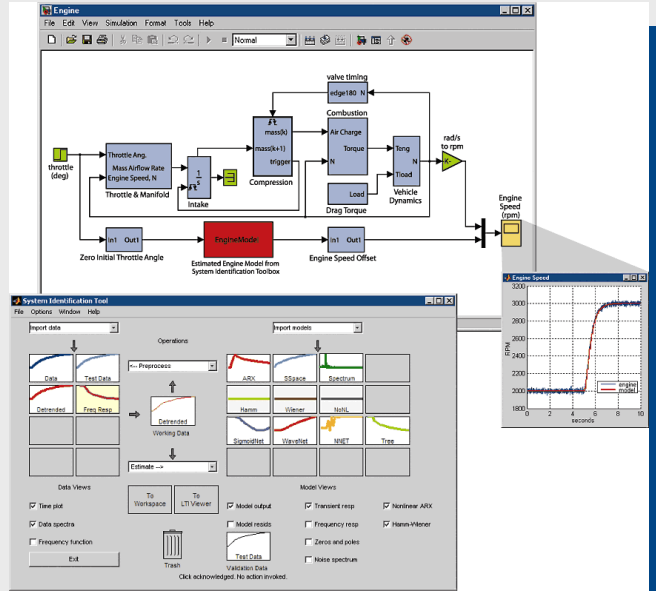 Engine
File Edit View Simulation Format Tools Help
Normal
valve timing
edge180 N
Combustion
mass(k)
mass(k+1)
trigger
Compression
Air Charge
Torque
N
rad/s
to rpm
Teng
N
Tload
K-
Vehicle
Dynamics
Load
Drag Torque
throttle
(deg)
Throttle Ang.
Mass Airflow Rate
Engine Speed, N
Throttle & Manifold
1
s
Intake
Engine
Speed
(rpm)
In1 Out1
Zero Initial Throttle Angle
EngineModel
Estimated Engine Model from
System Identification Toolbox
In1 Out1
Engine Speed Offset
Engine Speed
3200
3000
2800
2600
2400
2200
2000
1800
RPM
0 2 4 6 8 10
seconds
engine
model
System Identification Tool
File Options Window Help
Import data
Operations
Import models
Data
Test Data
<-- Preprocess
ARX
SSpace
Spectrum
Detrended
Freq Resp
Detrended
Working Data
Hamm
Wiener
NoNL
SigmoidNet
WaveNet
NNET
Tree
Estimate -->
Data Views
To
Workspace
To
LTI Viewer
Model Views
Time plot
Data spectra
Frequency function
Exit
Model output
Model resids
Transient resp
Frequency resp
Zeros and poles
Noise spectrum
Nonlinear ARX
Hamm-Wiener
Trash
Test Data
Validation Data
Click acknowledged. No action invoked.